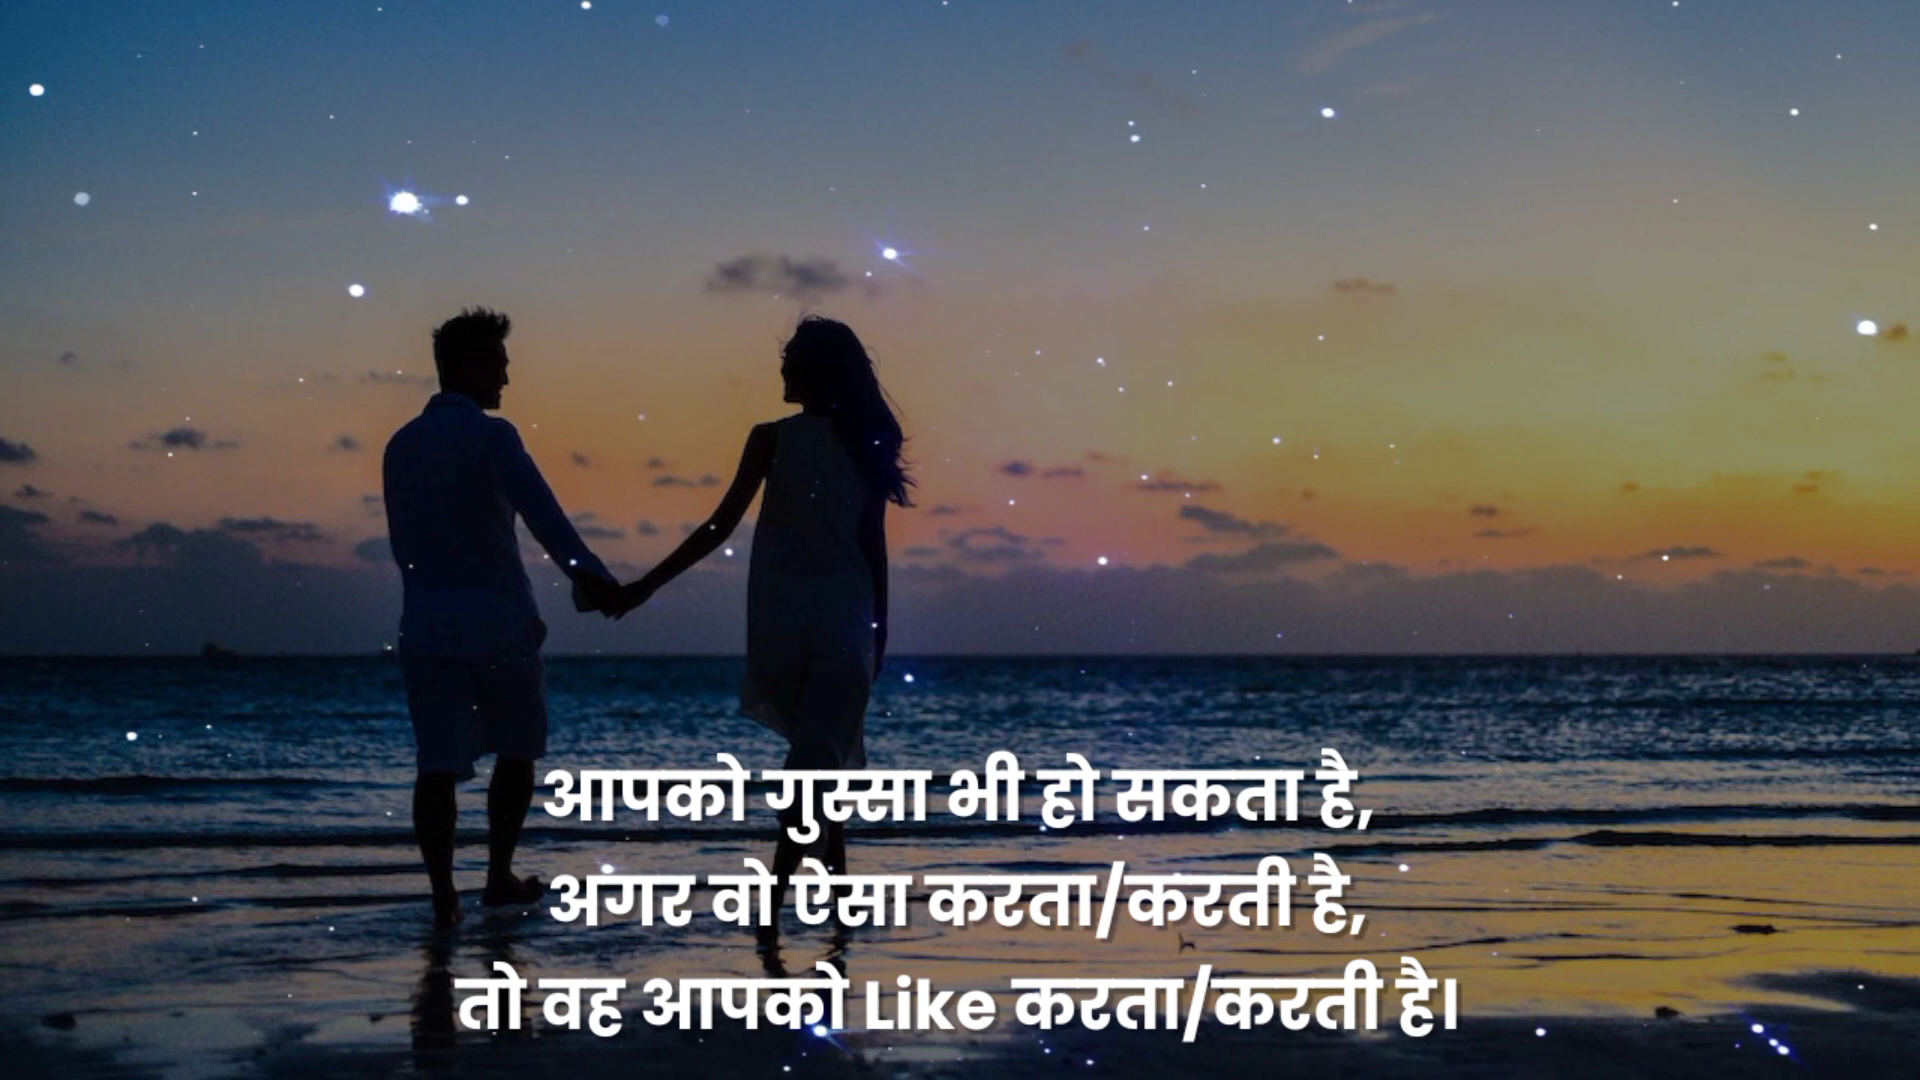 आपको गुस्सा भी हो सकता है,
अगर वो ऐसा करता/करती है,
तो वह आपको Like करता/करती है।